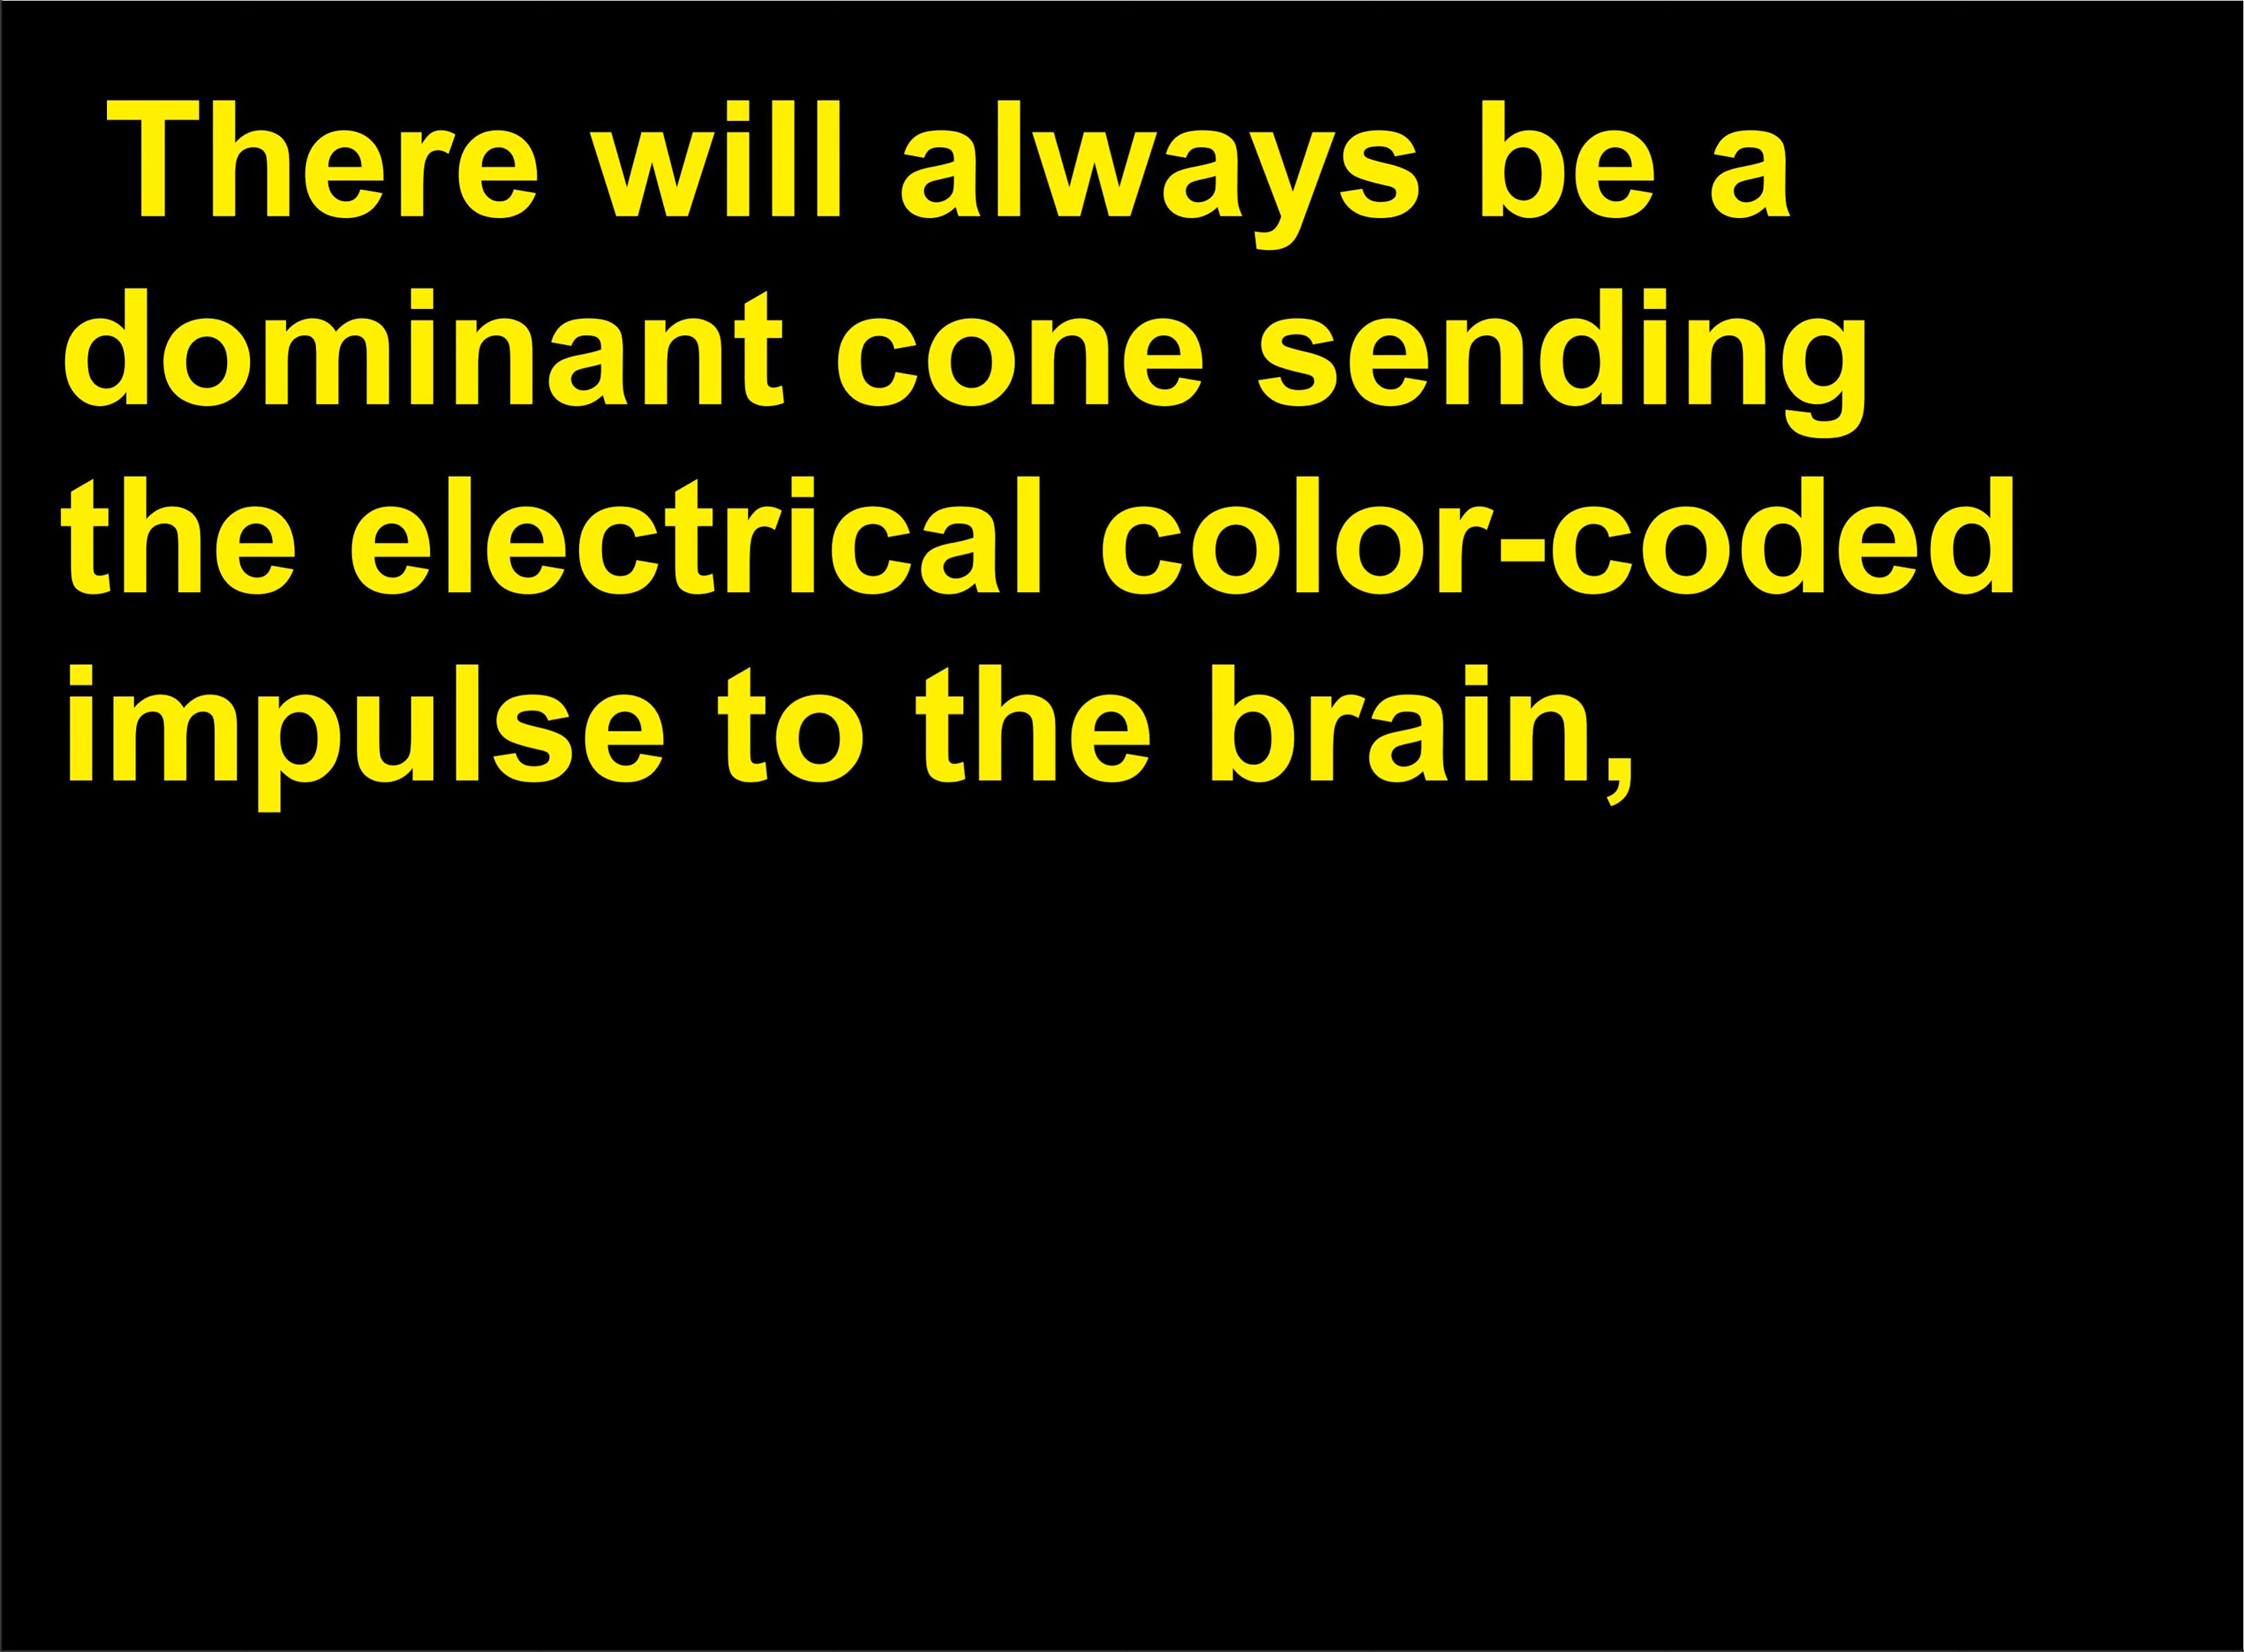 There will always be a
dominant cone sending
the electrical color-coded
impulse to the brain,